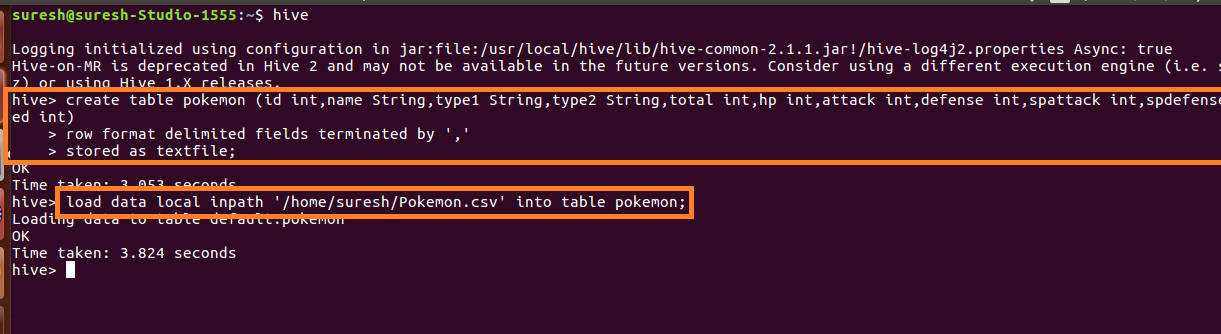 suresh@suresh-Studio-1555:~$ hive
Logging initialized using configuration in jar:file:/usr/local/hive/lib/hive-common-2.1.1.jar!/hive-log4j2.properties Async: true
Hive-on-MR is deprecated in Hive 2 and may not be available in the future versions. Consider using a different execution engine (i.e. s
z) or using Hive 1.X releases.
hive> create table pokemon (id int,name String,type1 String,type2 String,total int,hp int,attack int,defense int,spattack int,spdefense
ed int)
> row format delimited fields terminated by ','
> stored as textfile;
OK
Time taken: 3.053 seconds
hive> load data local inpath '/home/suresh/Pokemon.csv' into table pokemon;
Loading data to table default.pokemon
OK
Time taken: 3.824 seconds
hive>